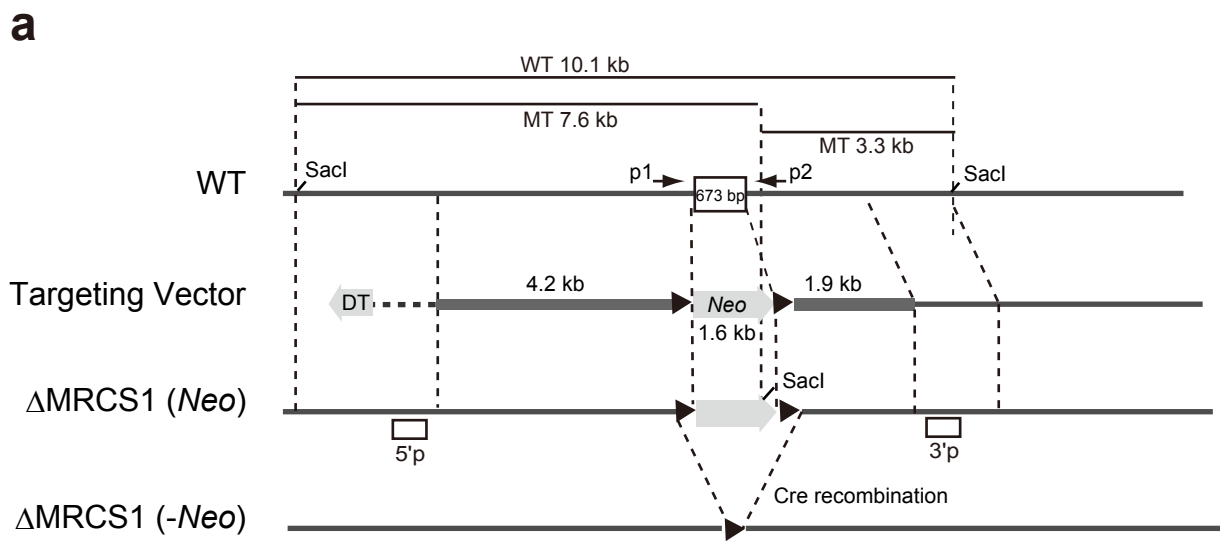 a
WT 10.1 kb
MT 7.6 kb
MT 3.3 kb
WT
SacI
p1
673 bp
p2
SacI
Targeting Vector
DT
4.2 kb
Neo
1.6 kb
1.9 kb
ΔMRCS1 (Neo)
SacI
5'p
3'p
Cre recombination
ΔMRCS1 (-Neo)